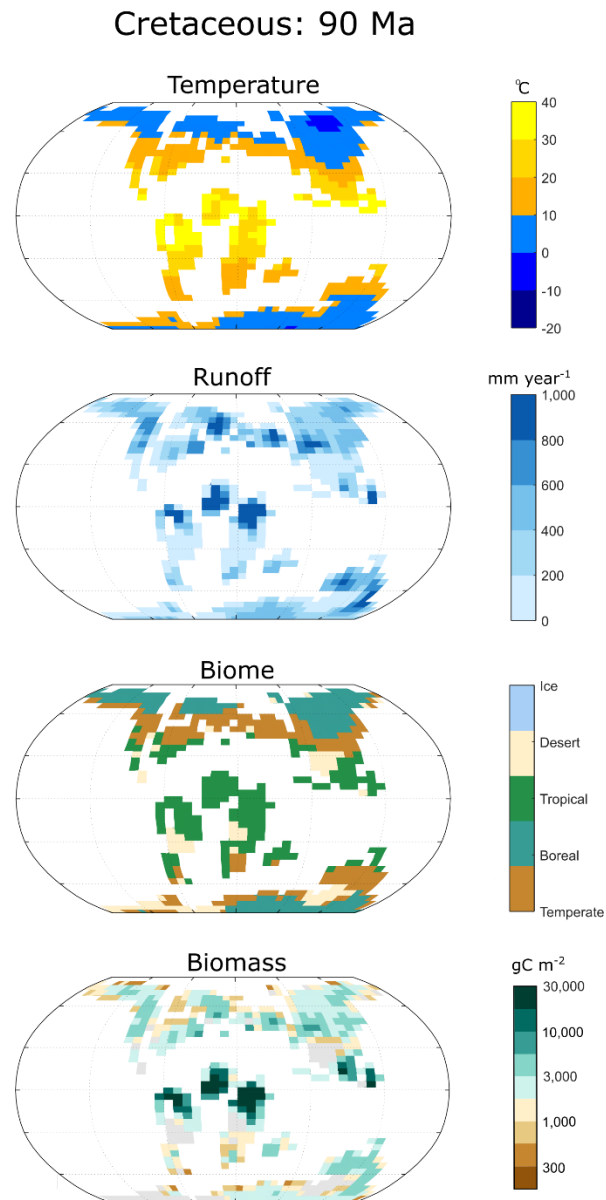 Cretaceous: 90 Ma
Temperature
°C
40
30
20
10
0
-10
-20
Runoff
mm year⁻¹
1,000
800
600
400
200
0
Biome
Ice
Desert
Tropical
Boreal
Temperate
Biomass
gC m⁻²
30,000
10,000
3,000
1,000
300